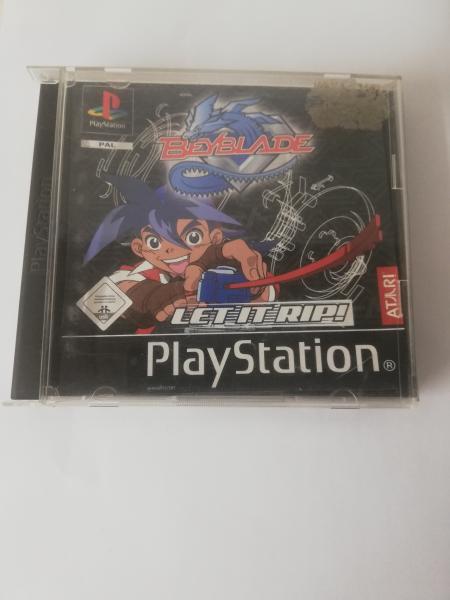 PlayStation
PAL
BEYBLADE
PlayStation
LET IT RIP!
ATARI
PlayStation®